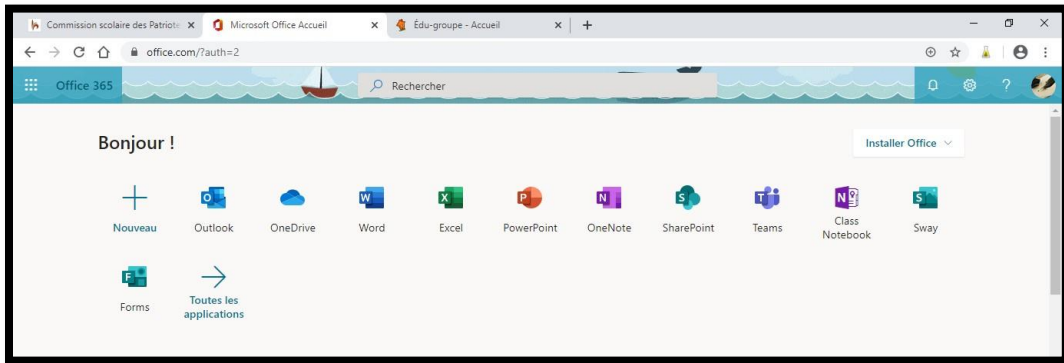 Commission scolaire des Patriote
Microsoft Office Accueil
Édu-groupe - Accueil
office.com/?auth=2
Office 365
Rechercher
Bonjour !
Installer Office
Nouveau
Outlook
OneDrive
Word
Excel
PowerPoint
OneNote
SharePoint
Teams
Class
Notebook
Sway
Forms
Toutes les
applications